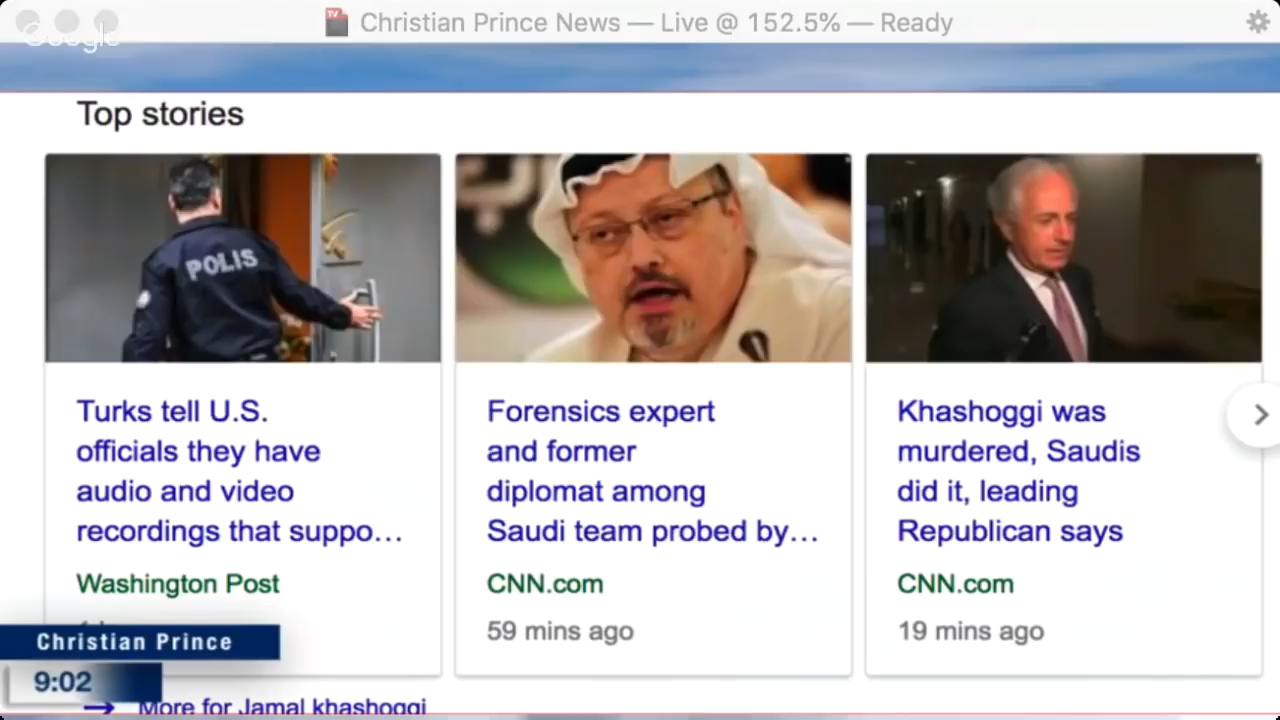 Christian Prince News — Live @ 152.5% — Ready
Google
Top stories
POLIS
Turks tell U.S.
officials they have
audio and video
recordings that suppo...
Washington Post
Forensics expert
and former
diplomat among
Saudi team probed by...
CNN.com
59 mins ago
Khashoggi was
murdered, Saudis
did it, leading
Republican says
CNN.com
19 mins ago
Christian Prince
9:02
More for Jamal khashoggi